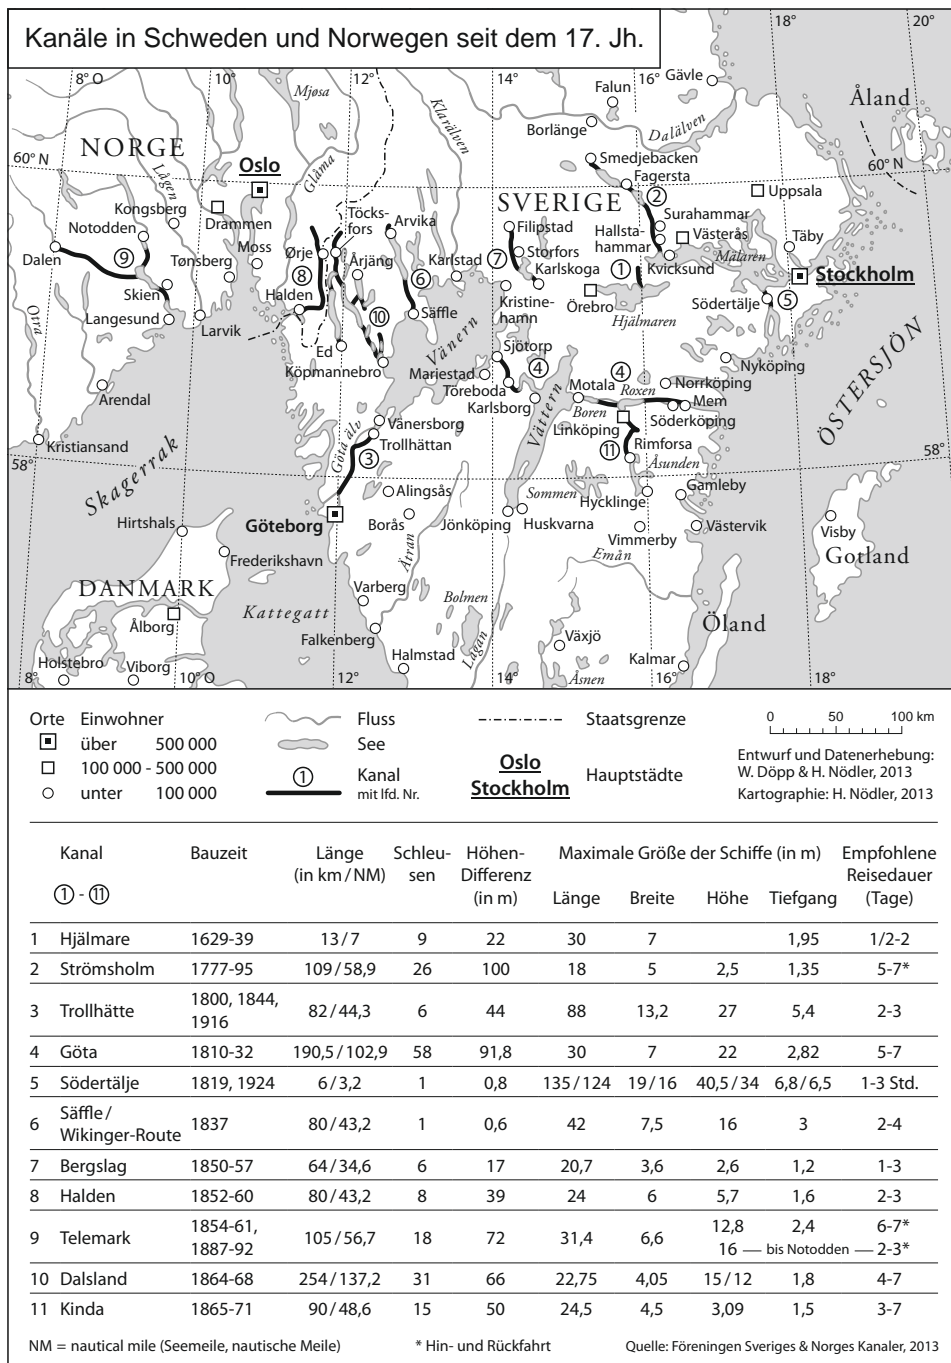 Kanäle in Schweden und Norwegen seit dem 17. Jh.
18° 20°
8° O 10° 12° 14° 16° Gävle
Mjøsa
Klarälven
Falun
Åland
Borlänge
Dalälven
NORGE
60° N
Oslo
Glåma
Smedjebacken
60° N
Fagersta
Lågen
SVERIGE
② Uppsala
Kongsberg
Drammen
Töcks-
fors
Arvika
Filipstad
Surahammar
Notodden
Moss
Ørje
Hallsta-
hammar
Västerås
Täby
Dalen
⑨
Tønsberg
Årjäng
Karlstad
⑦
Storfors
Karlskoga
①
Kvicksund
Mälaren
Stockholm
⑧
⑥
Skien
Halden
Kristine-
hamn
Örebro
Södertälje
⑤
Langesund
Larvik
⑩
Säffle
Hjälmaren
Otra
Ed
Vänern
Sjötorp
Nyköping
Köpmannebro
Mariestad
④
④
Arendal
Töreboda
Motala
Roxen
Norrköping
ÖSTERSJÖN
Karlsborg
Boren
Mem
Vänersborg
Vättern
Linköping
Söderköping
Kristiansand
Göta älv
Trollhättan
⑪
Rimforsa
58°
③
Åsunden
58°
Skagerrak
Alingsås
Sommen
Gamleby
Hirtshals
Göteborg
Borås
Jönköping
Huskvarna
Hycklinge
Västervik
Visby
Ätran
Vimmerby
Frederikshavn
Emån
Gotland
DANMARK
Varberg
Kattegatt
Bolmen
Öland
Ålborg
Falkenberg
Lagan
Växjö
Holstebro
Viborg
Halmstad
Kalmar
8° 10° O 12° 14° Åsnen 16° 18°
Orte Einwohner
über 500 000
100 000 - 500 000
unter 100 000
Fluss
See
① Kanal
mit lfd. Nr.
Staatsgrenze
Oslo
Stockholm
Hauptstädte
0 50 100 km
Entwurf und Datenerhebung:
W. Döpp & H. Nödler, 2013
Kartographie: H. Nödler, 2013
Kanal Bauzeit Länge Schleu- Höhen- Maximale Größe der Schiffe (in m) Empfohlene
(in km/NM) sen Differenz Reisedauer
① - ⑪ (in m) Länge Breite Höhe Tiefgang (Tage)
1 Hjälmare 1629-39 13/7 9 22 30 7 1,95 1/2-2
2 Strömsholm 1777-95 109/58,9 26 100 18 5 2,5 1,35 5-7*
3 Trollhätte 1800, 1844, 1916 82/44,3 6 44 88 13,2 27 5,4 2-3
4 Göta 1810-32 190,5/102,9 58 91,8 30 7 22 2,82 5-7
5 Södertälje 1819, 1924 6/3,2 1 0,8 135/124 19/16 40,5/34 6,8/6,5 1-3 Std.
6 Säffle/ Wikinger-Route 1837 80/43,2 1 0,6 42 7,5 16 3 2-4
7 Bergslag 1850-57 64/34,6 6 17 20,7 3,6 2,6 1,2 1-3
8 Halden 1852-60 80/43,2 8 39 24 6 5,7 1,6 2-3
9 Telemark 1854-61, 1887-92 105/56,7 18 72 31,4 6,6 12,8 2,4 6-7*
16 — bis Notodden — 2-3*
10 Dalsland 1864-68 254/137,2 31 66 22,75 4,05 15/12 1,8 4-7
11 Kinda 1865-71 90/48,6 15 50 24,5 4,5 3,09 1,5 3-7
NM = nautical mile (Seemeile, nautische Meile) * Hin- und Rückfahrt Quelle: Föreningen Sveriges & Norges Kanaler, 2013